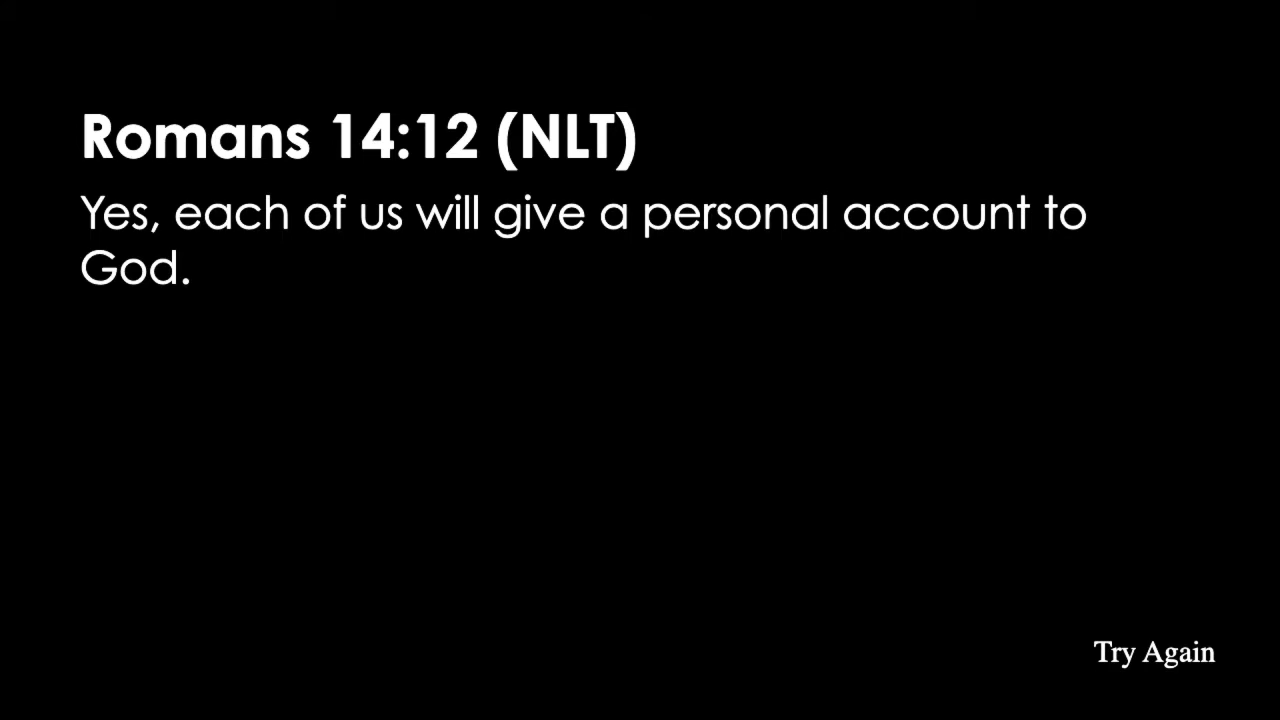 Romans 14:12 (NLT)
Yes, each of us will give a personal account to
God.
Try Again